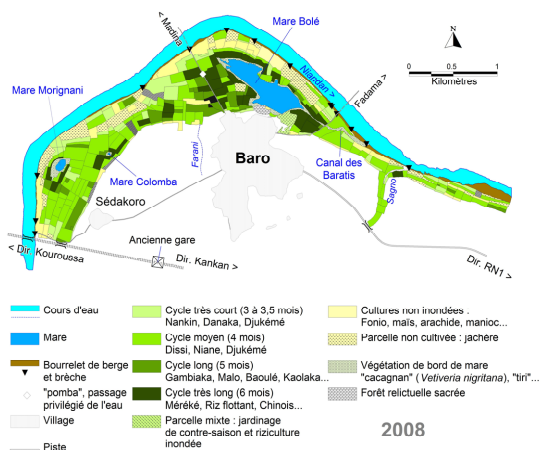 < Madina
Mare Bolé
N
Niandan >
0 0.5 1
Kilomètres
Fadama >
Mare Morignani
Fa'ani
Baro
Canal des
Baratis
Mare Colomba
Sagno
Sédakoro
Ancienne gare
< Dir. Kouroussa
Dir. Kankan >
Dir. RN1 >
Cours d'eau
Mare
Bourrelet de berge
et brèche
"pomba", passage
privilégié de l'eau
Village
Piste
Cycle très court (3 à 3,5 mois)
Nankin, Danaka, Djukémé
Cycle moyen (4 mois)
Dissi, Niane, Djukémé
Cycle long (5 mois)
Gambiaka, Malo, Baoulé, Kaolaka...
Cycle très long (6 mois)
Méréké, Riz flottant, Chinois...
Parcelle mixte : jardinage
de contre-saison et riziculture
inondée
Cultures non inondées :
Fonio, maïs, arachide, manioc...
Parcelle non cultivée : jachère
Végétation de bord de mare
"cacagnan" (Vetiveria nigritana), "tiri"...
Forêt relictuelle sacrée
2008